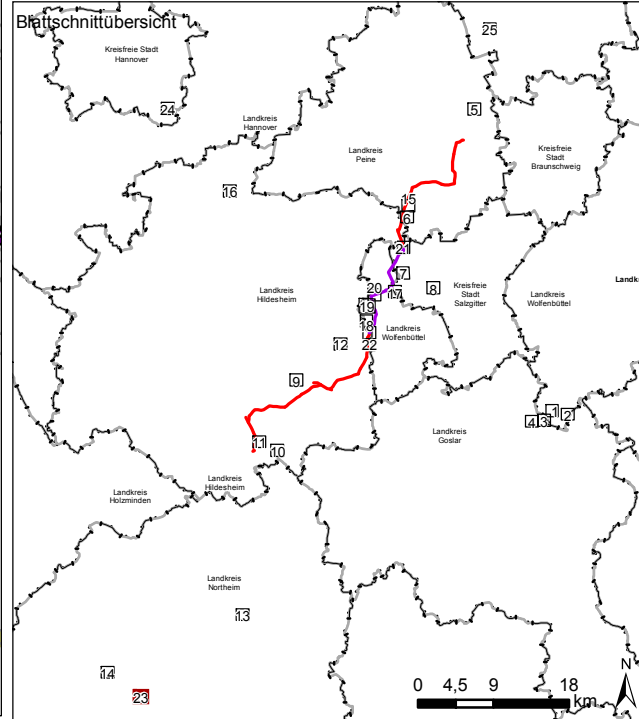 Blattschnittübersicht
Kreisfreie Stadt
Hannover
25
24
5
Landkreis
Hannover
Landkreis
Peine
Kreisfreie
Stadt
Braunschweig
16
15
6
21
7
20
17
8
19
18
22
12
Landkreis
Hildesheim
Kreisfreie
Stadt
Salzgitter
Landkreis
Wolfenbüttel
Landk
Landkreis
Wolfenbüttel
9
1
2
3
4
11
10
Landkreis
Goslar
Landkreis
Hildesheim
Landkreis
Holzminden
Landkreis
Northeim
13
14
23
N
0 4,5 9 18
km